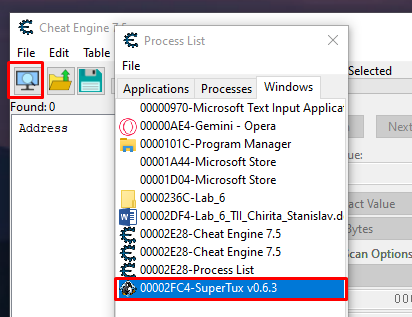 Cheat Engine 7.5
File Edit Table
Process List
File
Applications Processes Windows
Selected
Found: 0
Address
00000970-Microsoft Text Input Applicat
00000AE4-Gemini - Opera
0000101C-Program Manager
00001A44-Microsoft Store
00001D04-Microsoft Store
0000236C-Lab_6
00002DF4-Lab_6_TII_Chirita_Stanislav.d
00002E28-Cheat Engine 7.5
00002E28-Cheat Engine 7.5
00002E28-Process List
00002FC4-SuperTux v0.6.3
Next
ue:
act Value
Bytes
Scan Options